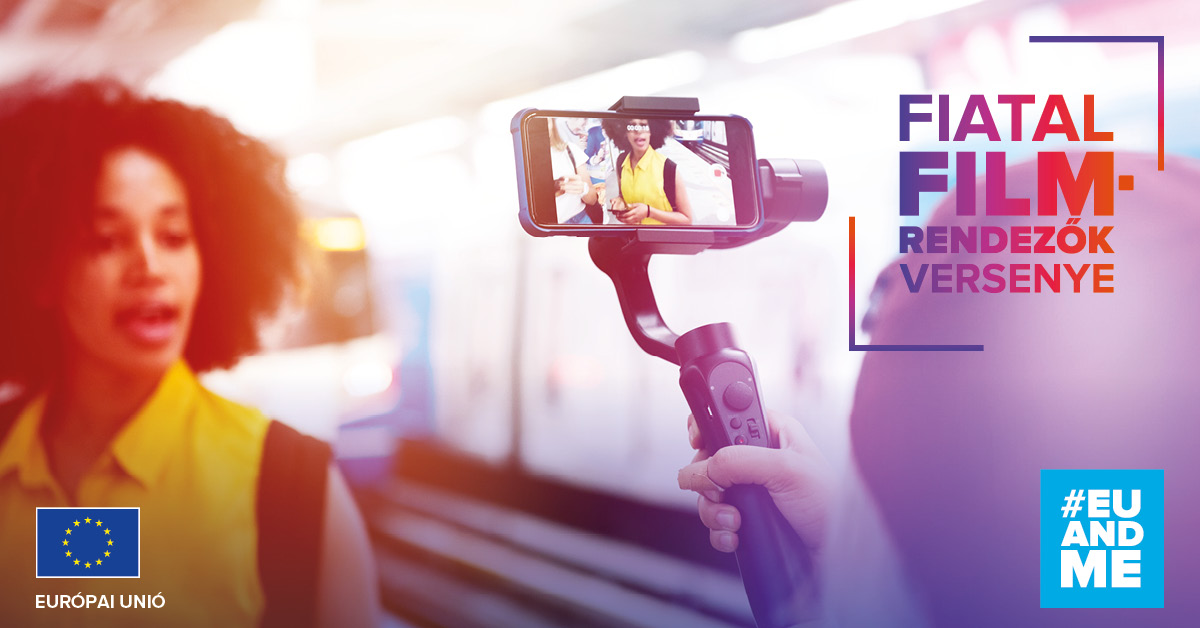 FIATAL
FILM-
RENDEZŐK
VERSENYE
#EU
AND
ME
EURÓPAI UNIÓ